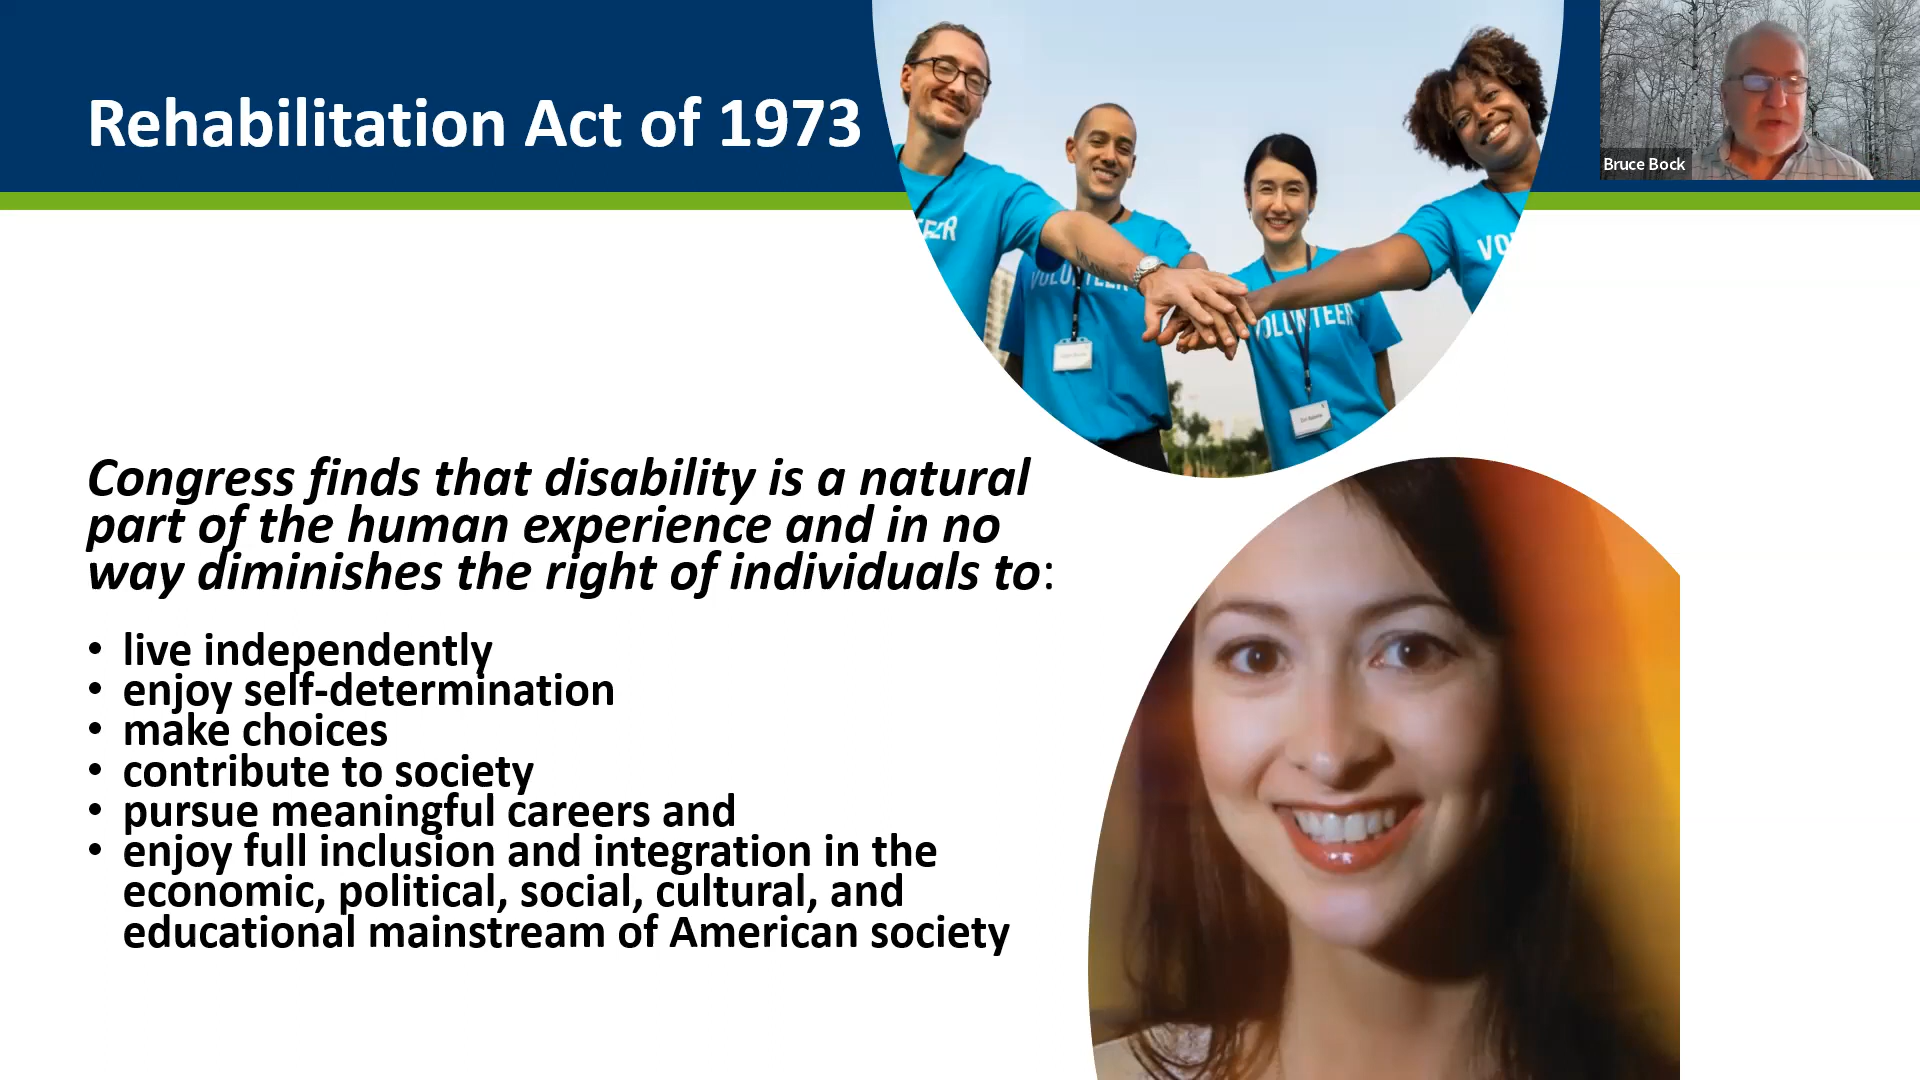 Rehabilitation Act of 1973
Bruce Bock
VOLUNTEER
VOLUNTEER
Congress finds that disability is a natural
part of the human experience and in no
way diminishes the right of individuals to:
• live independently
• enjoy self-determination
• make choices
• contribute to society
• pursue meaningful careers and
• enjoy full inclusion and integration in the
economic, political, social, cultural, and
educational mainstream of American society